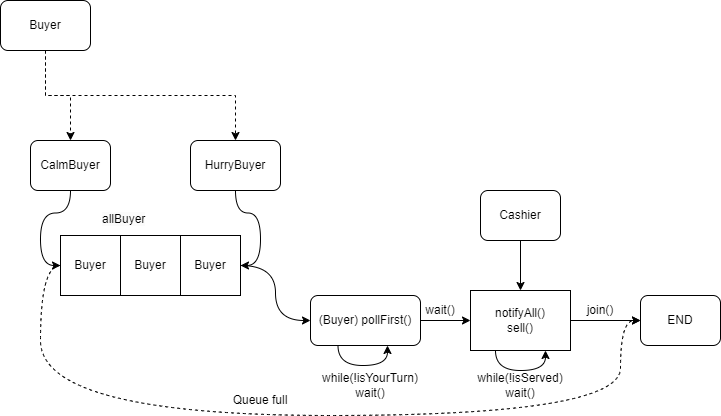 Buyer
CalmBuyer
HurryBuyer
allBuyer
Cashier
Buyer
Buyer
Buyer
(Buyer) pollFirst()
wait()
notifyAll()
sell()
join()
END
while(!isYourTurn)
wait()
while(!isServed)
wait()
Queue full